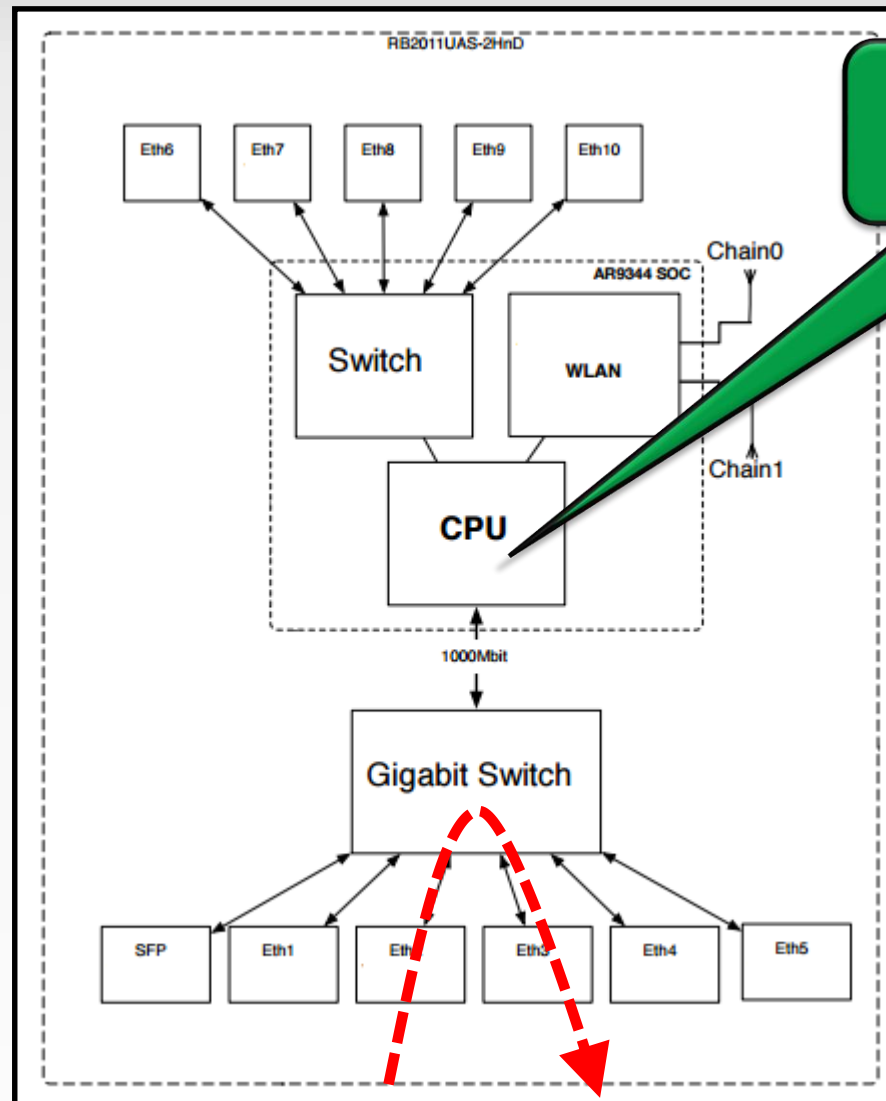 RB2011UAS-2HnD
Eth6
Eth7
Eth8
Eth9
Eth10
Chain0
AR9344 SOC
Switch
WLAN
Chain1
CPU
1000Mbit
Gigabit Switch
SFP
Eth1
Eth
Eth3
Eth4
Eth5